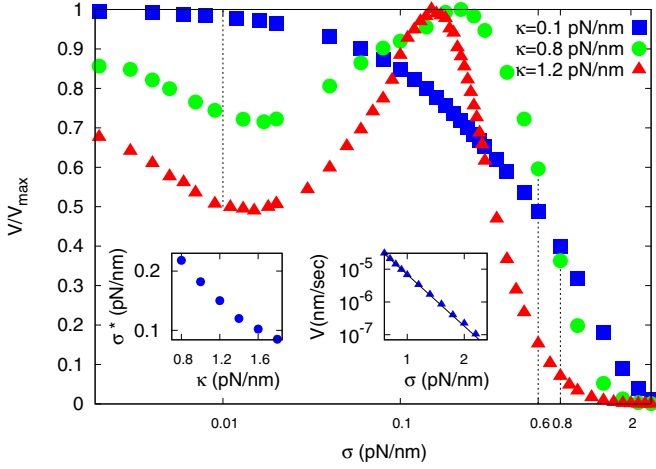 V/Vmax
1
0.9
0.8
0.7
0.6
0.5
0.4
0.3
0.2
0.1
0
0.01
0.1
0.6
0.8
2
σ (pN/nm)
κ=0.1 pN/nm
κ=0.8 pN/nm
κ=1.2 pN/nm
σ* (pN/nm)
0.2
0.1
0.8
1.2
1.6
κ (pN/nm)
V(nm/sec)
10⁻⁵
10⁻⁶
10⁻⁷
1
2
σ (pN/nm)